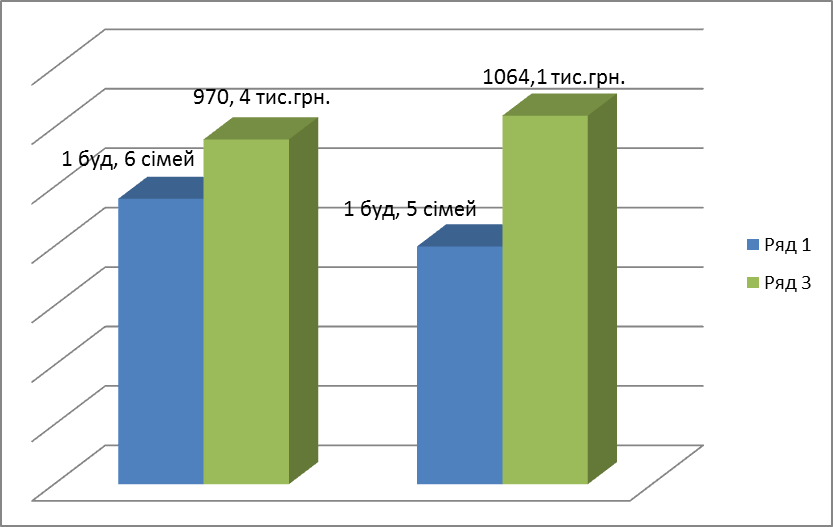 970, 4 тис.грн.
1064,1 тис.грн.
1 буд, 6 сімей
1 буд, 5 сімей
Ряд 1
Ряд 3